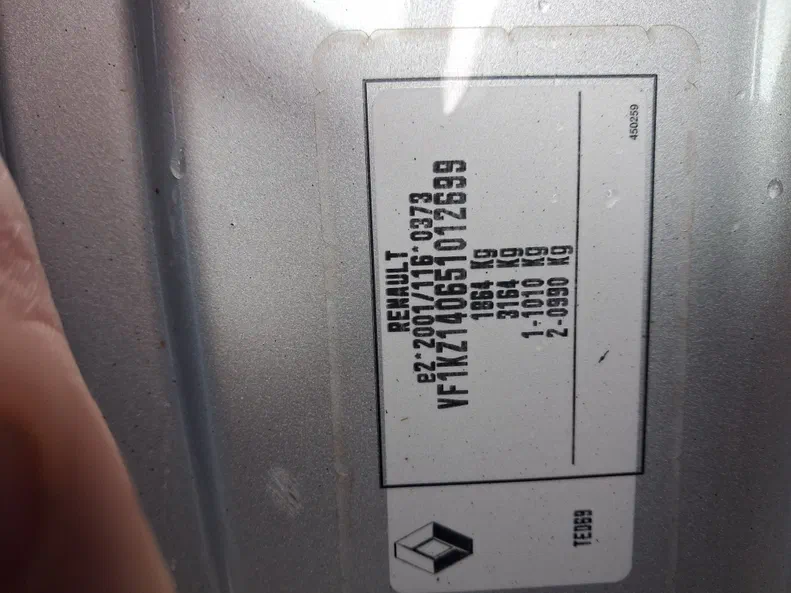 RENAULT
e2*2001/116*0373
VF1KZ140651012699
1864 Kg
3164 Kg
1-1010 Kg
2-0990 Kg
450259
TED69